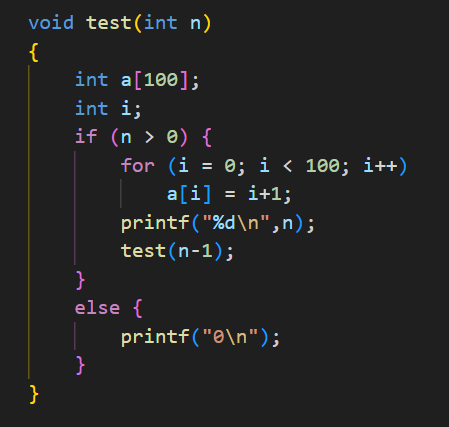 void test(int n)
{
    int a[100];
    int i;
    if (n > 0) {
        for (i = 0; i < 100; i++)
            a[i] = i+1;
        printf("%d\n",n);
        test(n-1);
    }
    else {
        printf("0\n");
    }
}